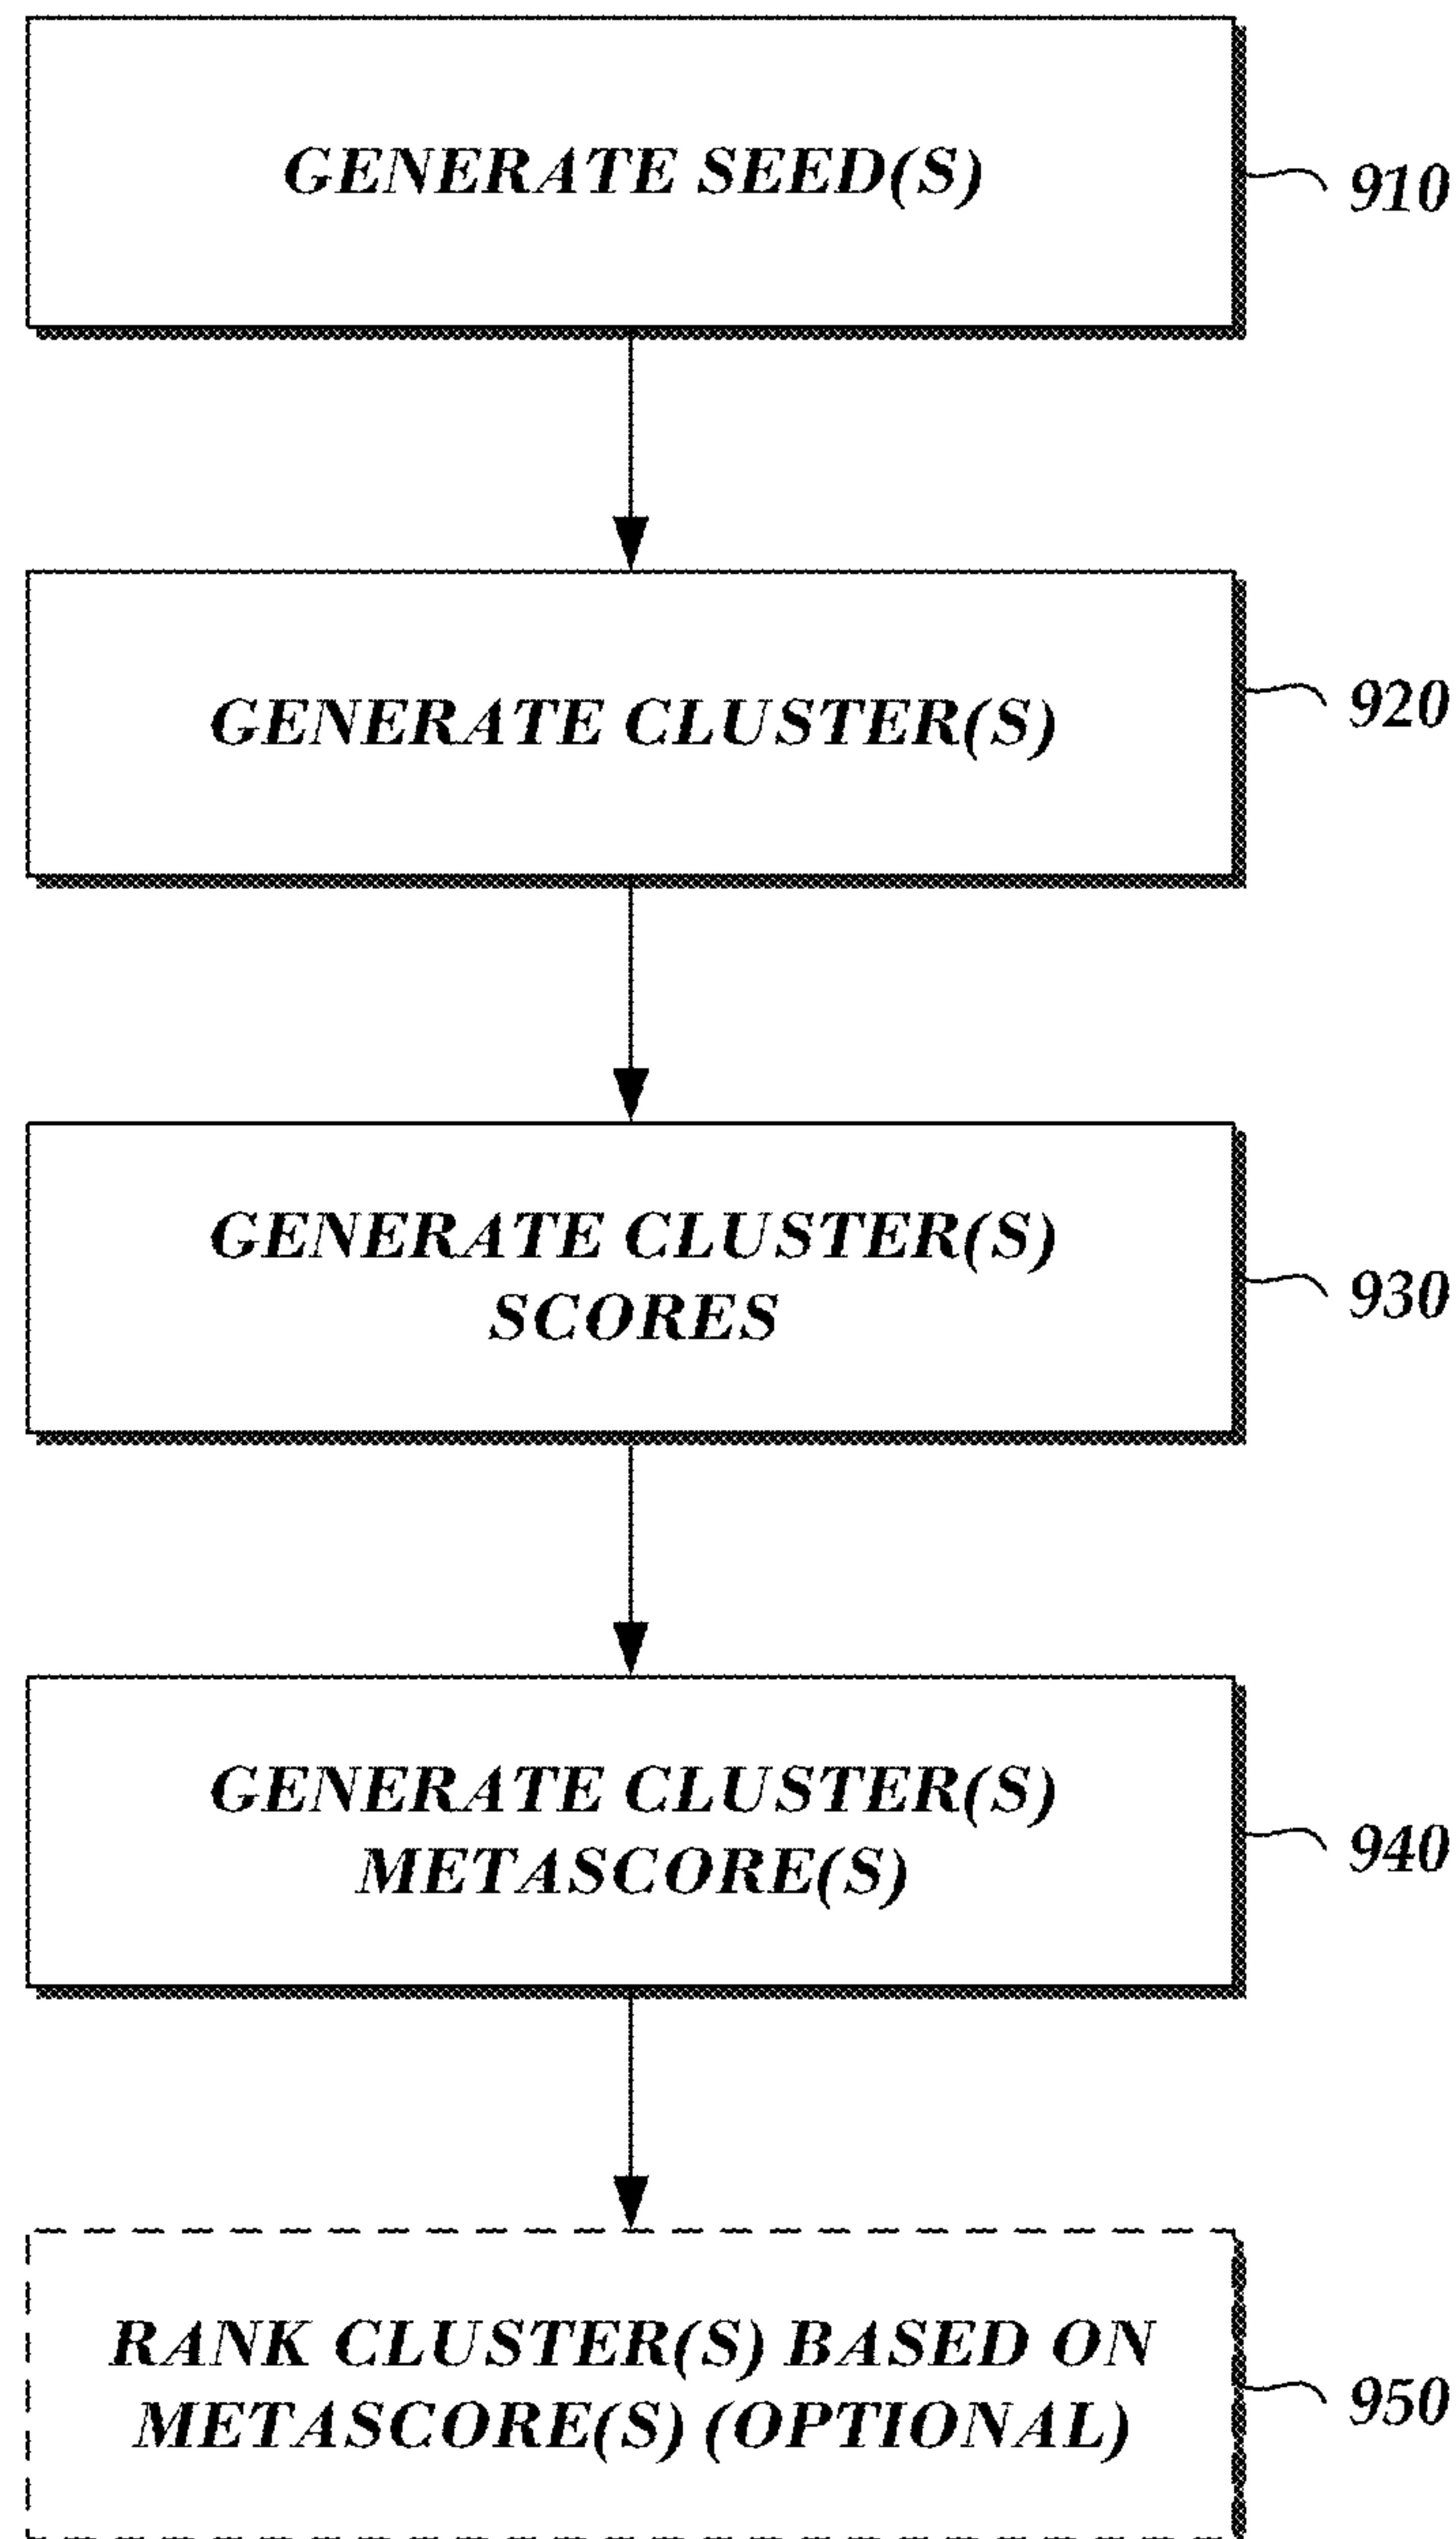 GENERATE SEED(S)
910
GENERATE CLUSTER(S)
920
GENERATE CLUSTER(S)
SCORES
930
GENERATE CLUSTER(S)
METASCORE(S)
940
RANK CLUSTER(S) BASED ON
METASCORE(S) (OPTIONAL)
950